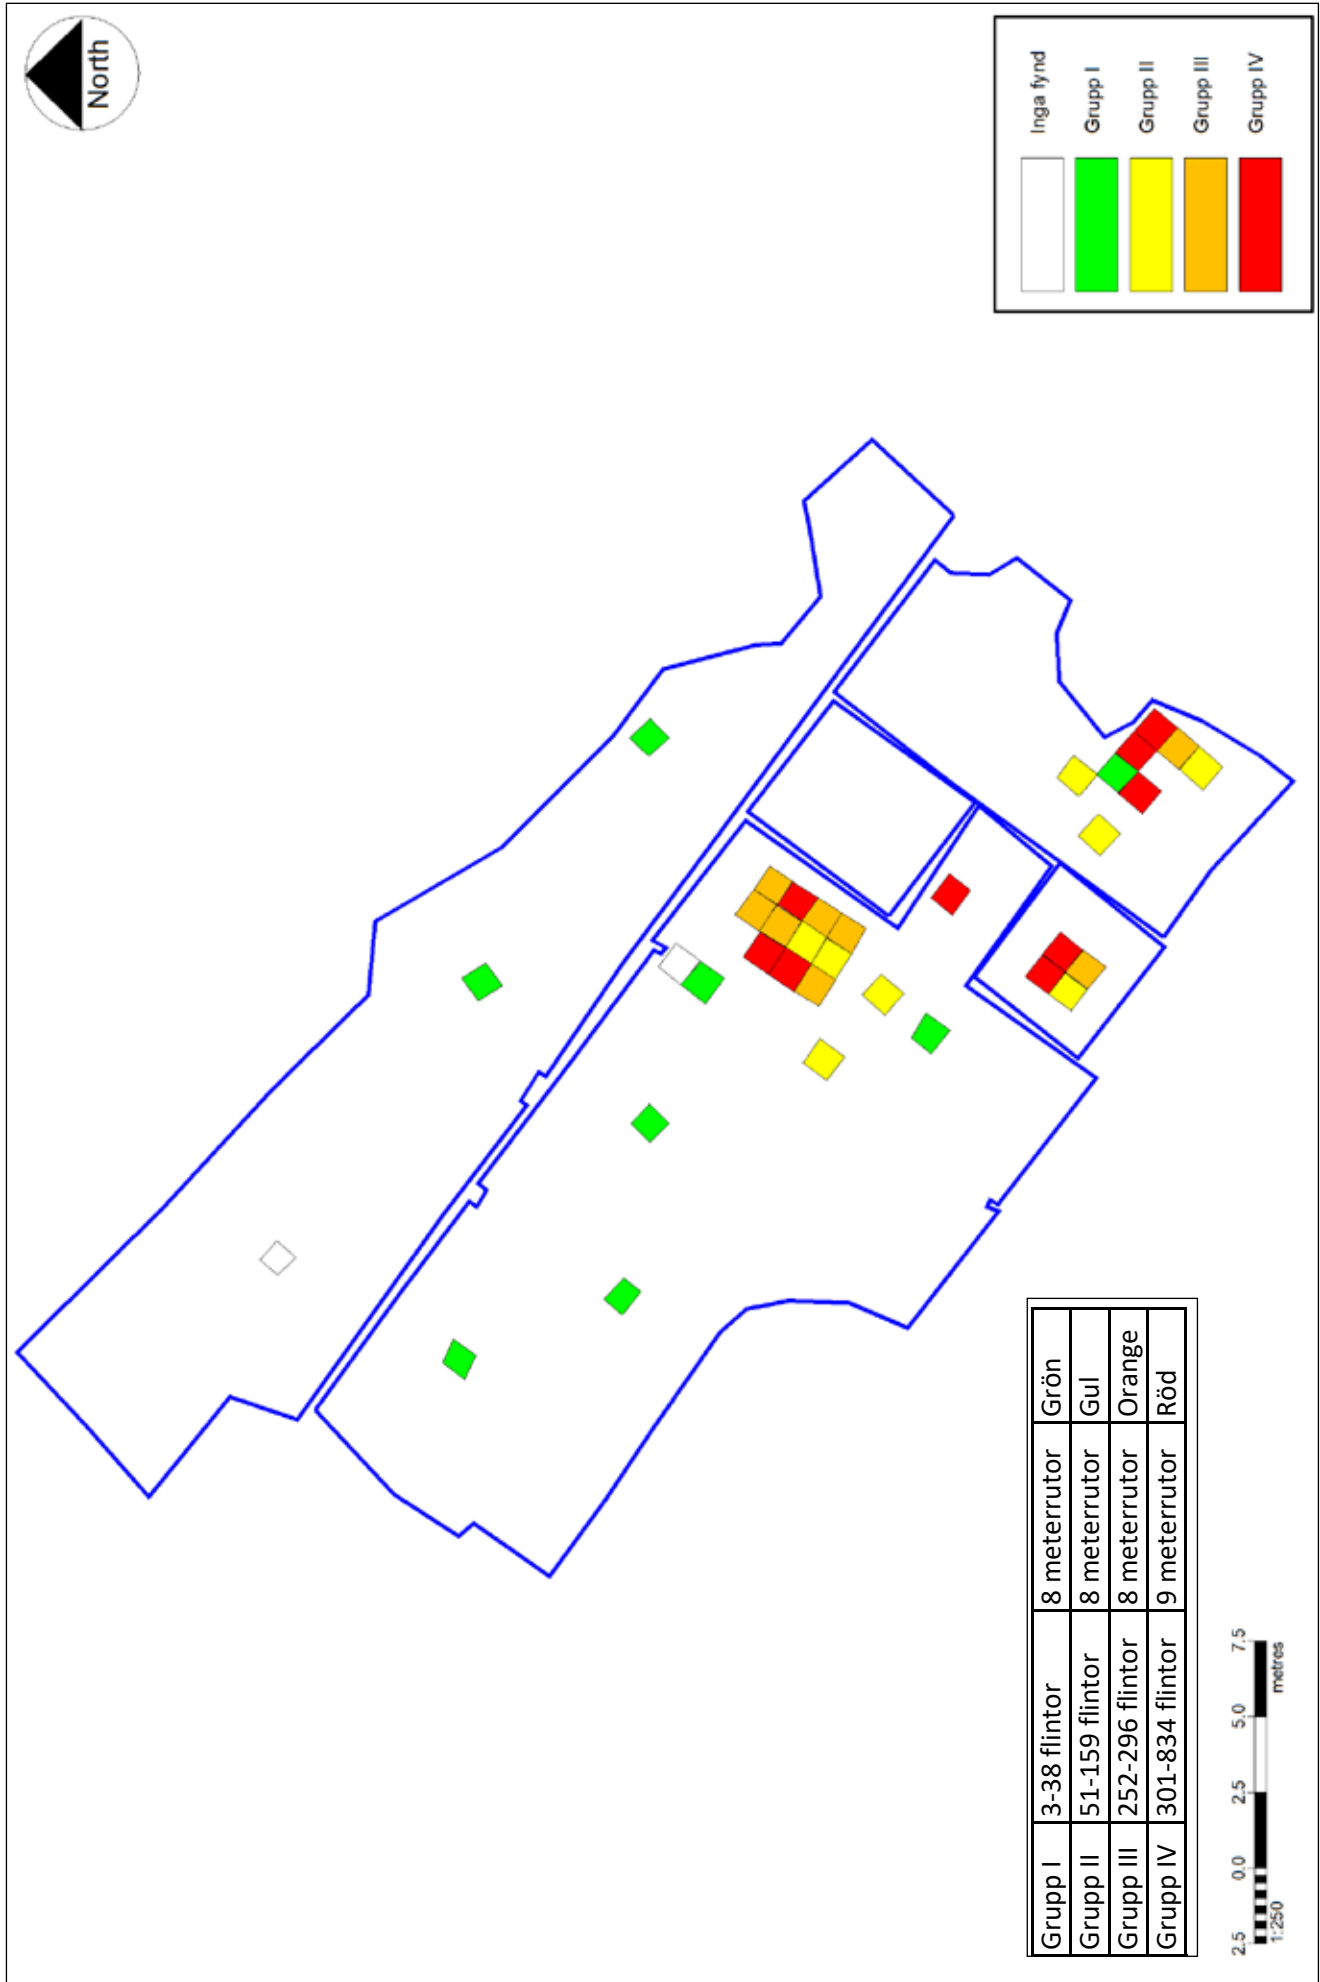 North
Inga fynd
Grupp I
Grupp II
Grupp III
Grupp IV
Grupp I 3-38 flintor 8 meterrutor Grön
Grupp II 51-159 flintor 8 meterrutor Gul
Grupp III 252-296 flintor 8 meterrutor Orange
Grupp IV 301-834 flintor 9 meterrutor Röd
2.5 0.0 2.5 5.0 7.5
1:250 metres